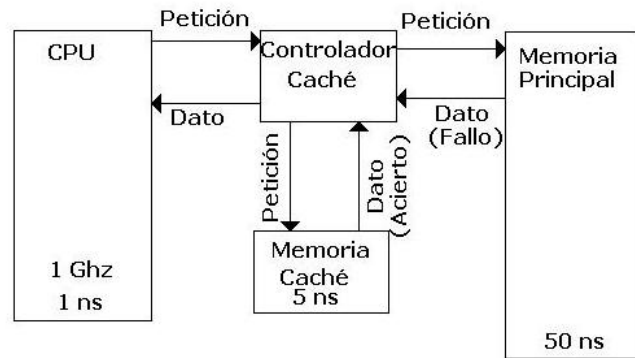 Petición
CPU
Controlador
Caché
Petición
Memoria
Principal
Dato
Dato
(Fallo)
Petición
Dato
(Acierto)
Memoria
Caché
5 ns
1 Ghz
1 ns
50 ns